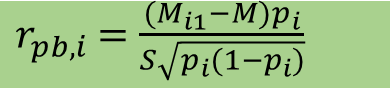 r_{pb,i} = \frac{(M_{i1}-M)p_i}{S\sqrt{p_i(1-p_i)}}